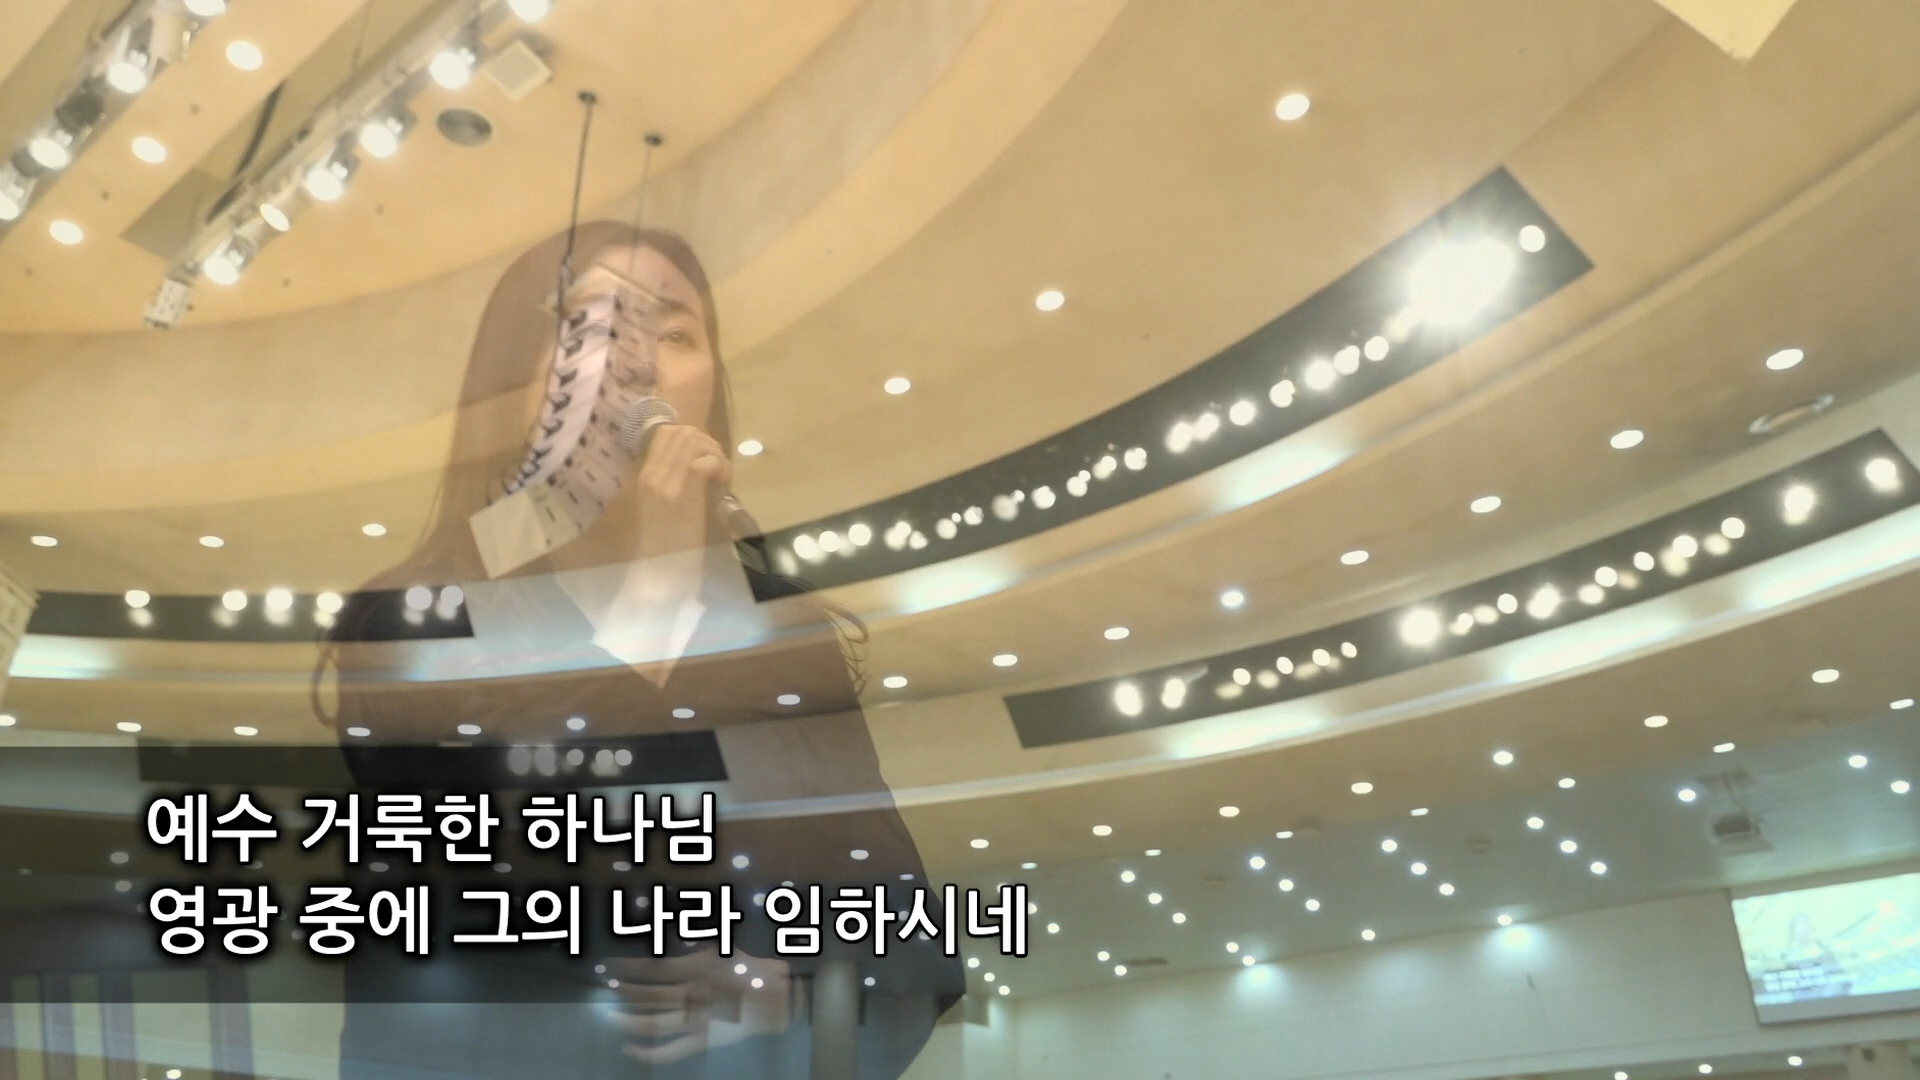 예수 거룩한 하나님
영광 중에 그의 나라 임하시네